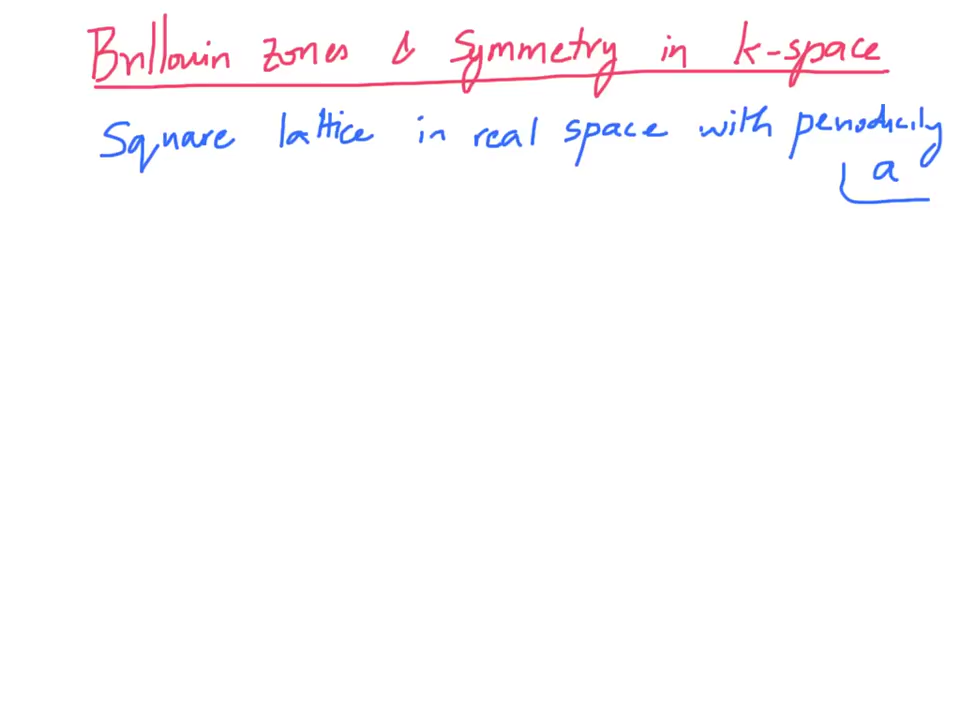 Brillouin zones & Symmetry in k-space
Square lattice in real space with periodicity
a